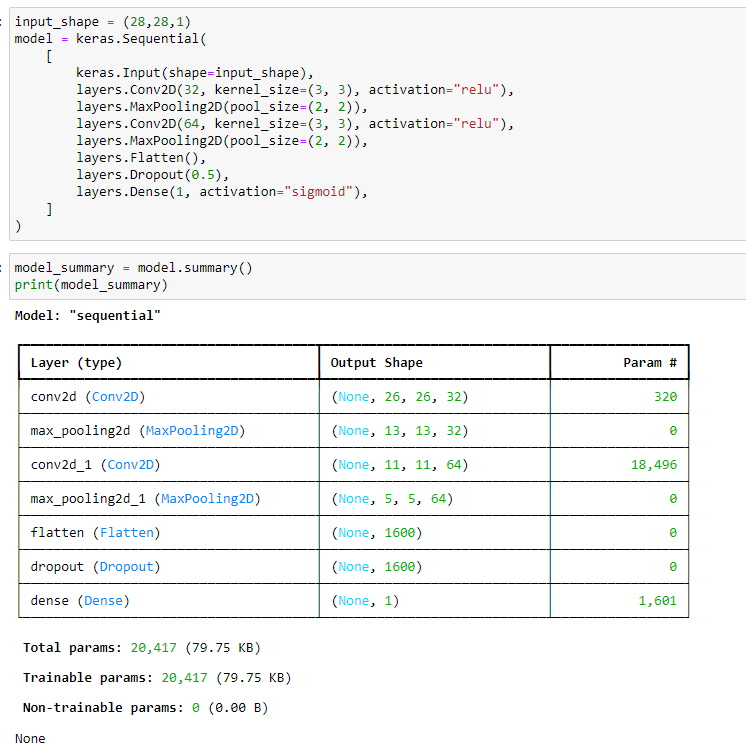 input_shape = (28,28,1)
model = keras.Sequential(
    [
        keras.Input(shape=input_shape),
        layers.Conv2D(32, kernel_size=(3, 3), activation="relu"),
        layers.MaxPooling2D(pool_size=(2, 2)),
        layers.Conv2D(64, kernel_size=(3, 3), activation="relu"),
        layers.MaxPooling2D(pool_size=(2, 2)),
        layers.Flatten(),
        layers.Dropout(0.5),
        layers.Dense(1, activation="sigmoid"),
    ]
)
model_summary = model.summary()
print(model_summary)
Model: "sequential"
Layer (type) Output Shape Param #
conv2d (Conv2D) (None, 26, 26, 32) 320
max_pooling2d (MaxPooling2D) (None, 13, 13, 32) 0
conv2d_1 (Conv2D) (None, 11, 11, 64) 18,496
max_pooling2d_1 (MaxPooling2D) (None, 5, 5, 64) 0
flatten (Flatten) (None, 1600) 0
dropout (Dropout) (None, 1600) 0
dense (Dense) (None, 1) 1,601
Total params: 20,417 (79.75 KB)
Trainable params: 20,417 (79.75 KB)
Non-trainable params: 0 (0.00 B)
None